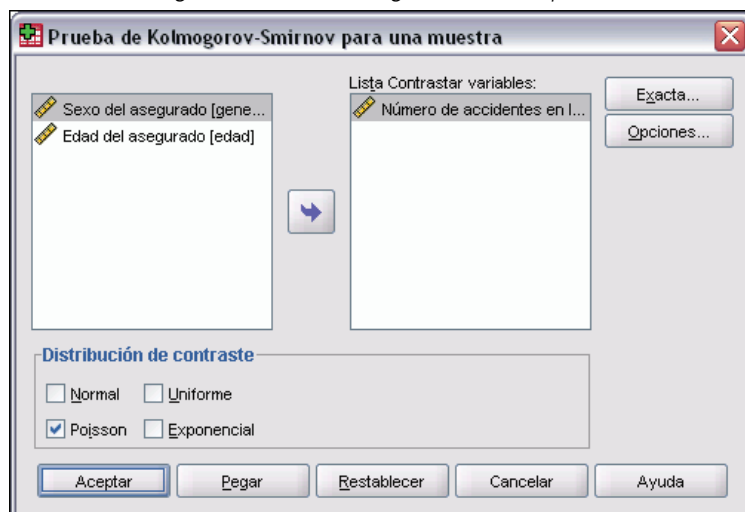 Prueba de Kolmogorov-Smirnov para una muestra
Lista Contrastar variables:
Sexo del asegurado [gene...
Edad del asegurado [edad]
Número de accidentes en l...
Exacta...
Opciones...
Distribución de contraste
Normal Uniforme
Poisson Exponencial
Aceptar Pegar Restablecer Cancelar Ayuda